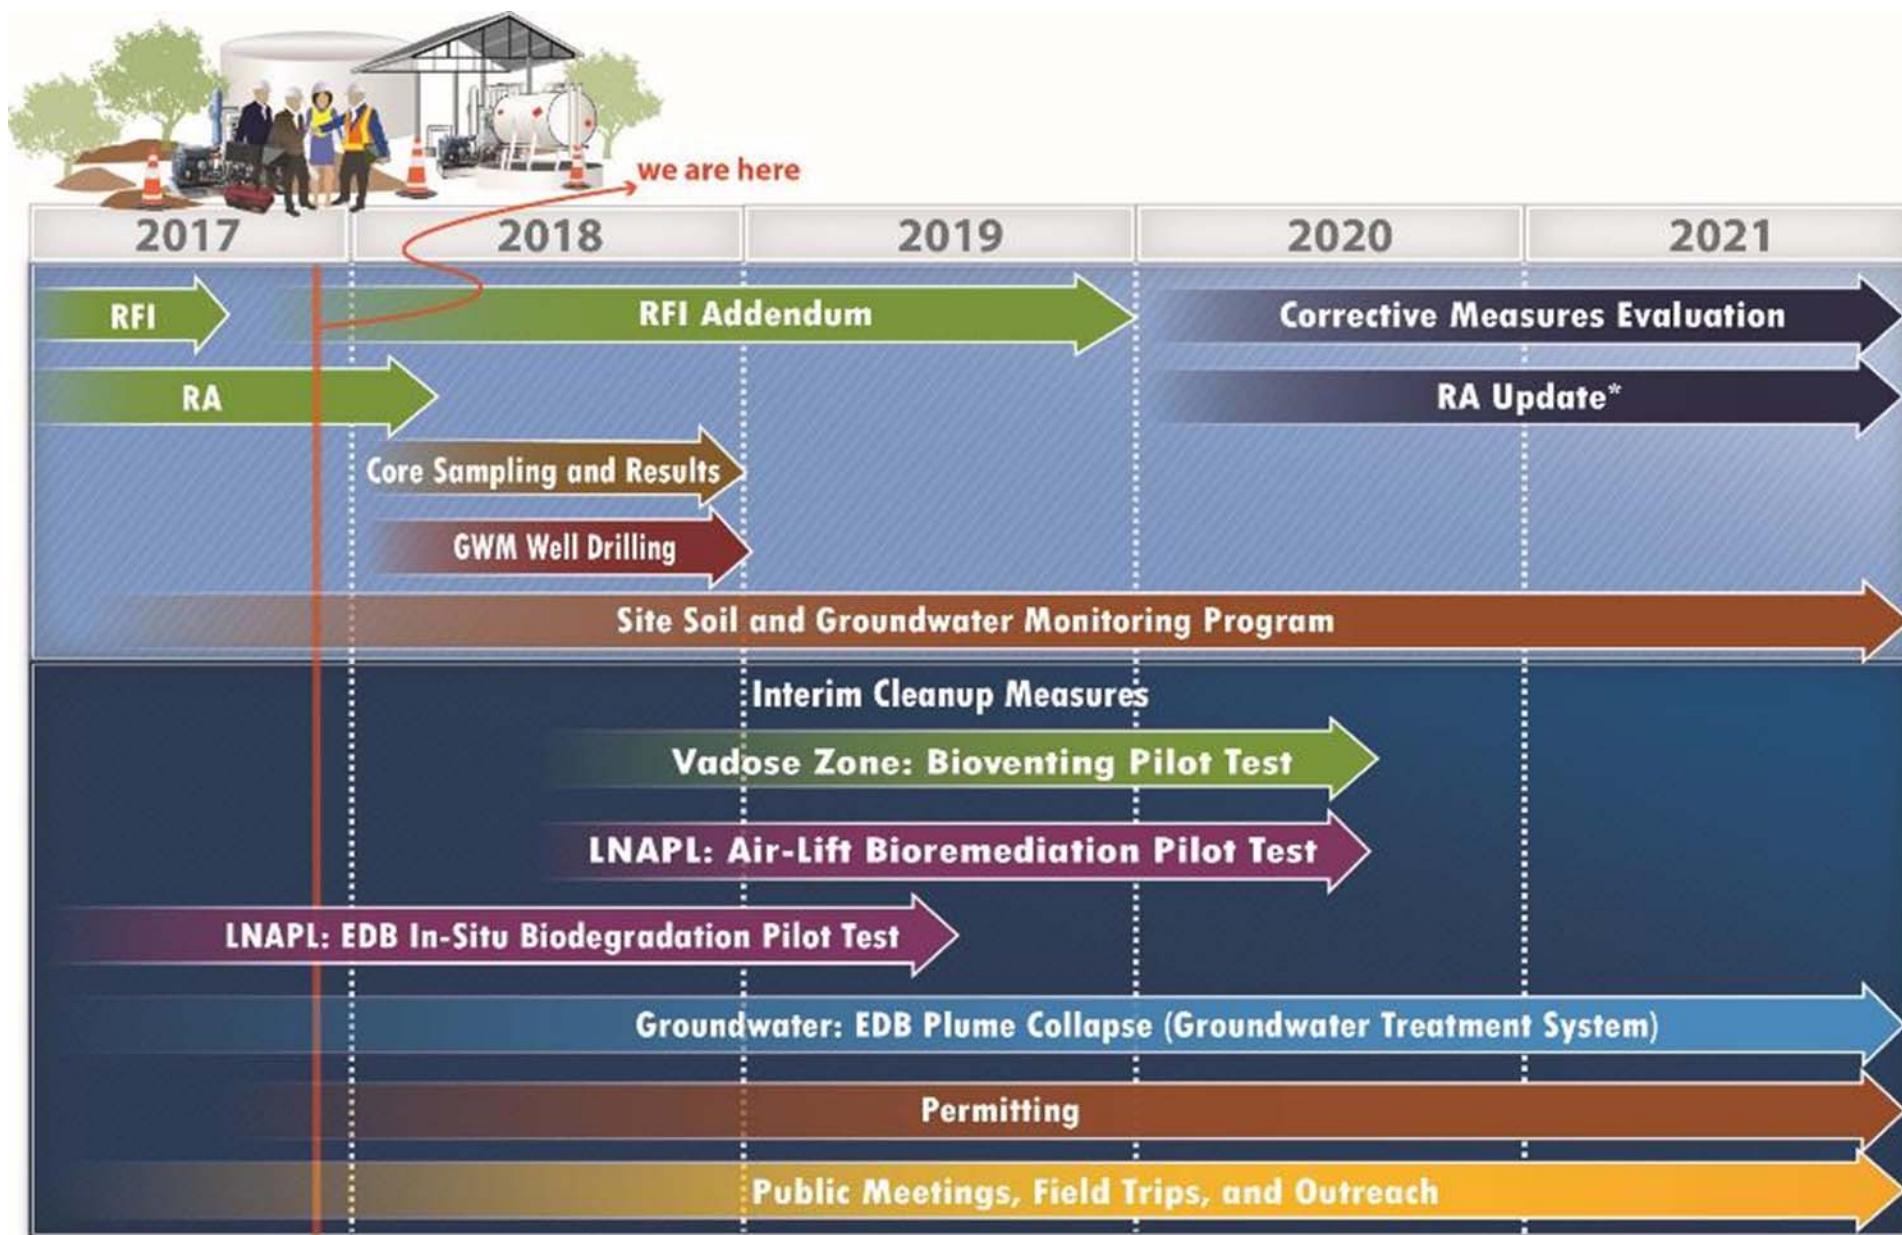 we are here
2017 2018 2019 2020 2021
RFI RFI Addendum Corrective Measures Evaluation
RA RA Update*
Core Sampling and Results
GWM Well Drilling
Site Soil and Groundwater Monitoring Program
Interim Cleanup Measures
Vadose Zone: Bioventing Pilot Test
LNAPL: Air-Lift Bioremediation Pilot Test
LNAPL: EDB In-Situ Biodegradation Pilot Test
Groundwater: EDB Plume Collapse (Groundwater Treatment System)
Permitting
Public Meetings, Field Trips, and Outreach